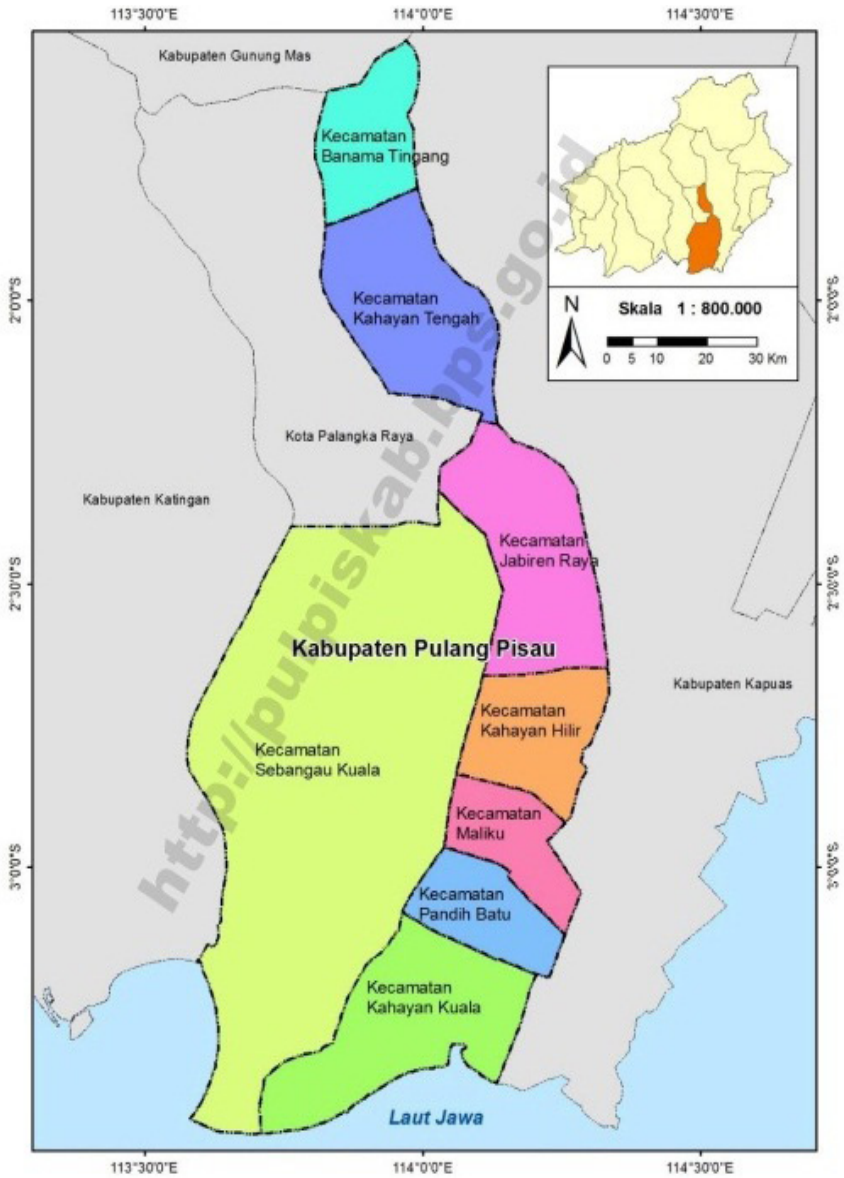 113°30'0"E
114°0'0"E
114°30'0"E
Kabupaten Gunung Mas
Kecamatan
Banama Tingang
2°0'0"S
2°0'0"S
Kecamatan
Kahayan Tengah
N
Skala 1 : 800.000
0 5 10 20 30 Km
Kota Palangka Raya
Kabupaten Katingan
Kecamatan
Jabiren Raya
2°30'0"S
2°30'0"S
Kabupaten Pulang Pisau
Kabupaten Kapuas
Kecamatan
Kahayan Hilir
Kecamatan
Sebangau Kuala
Kecamatan
Maliku
3°0'0"S
3°0'0"S
Kecamatan
Pandih Batu
Kecamatan
Kahayan Kuala
Laut Jawa
113°30'0"E
114°0'0"E
114°30'0"E
http://pulpiskab.bps.go.id